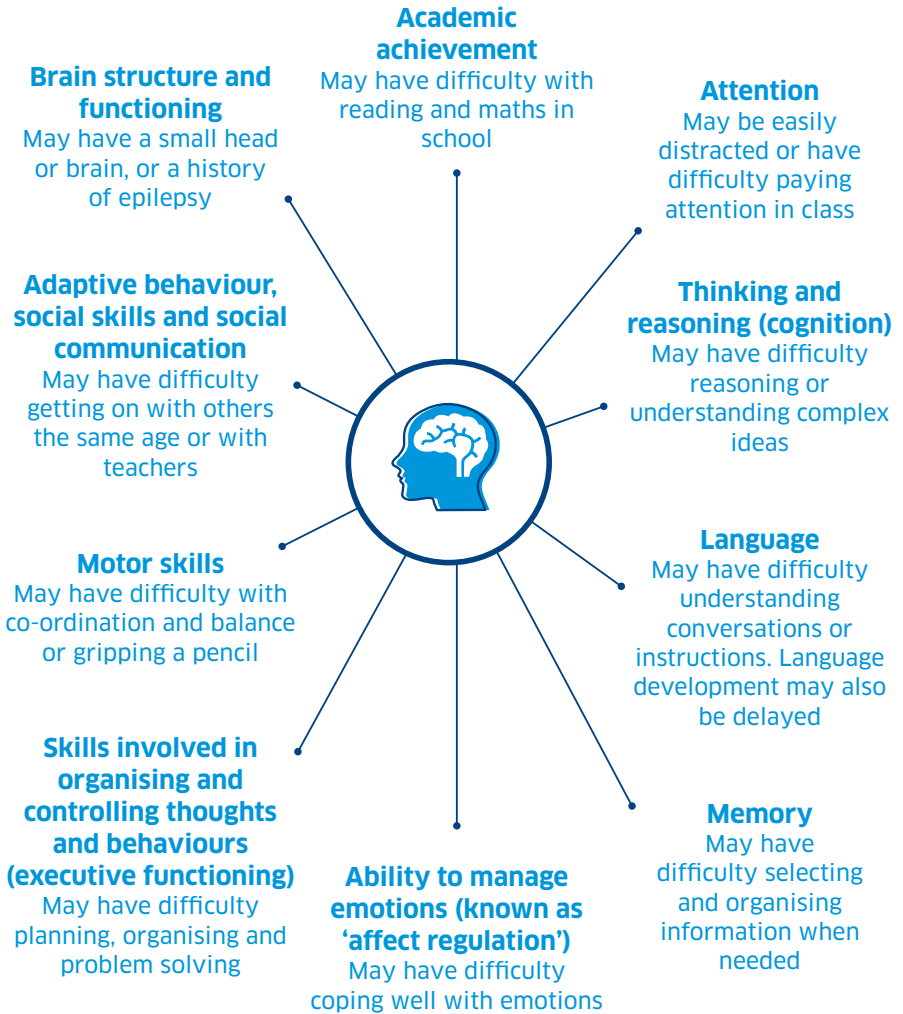 Academic
achievement
May have difficulty with
reading and maths in
school
Attention
May be easily
distracted or have
difficulty paying
attention in class
Thinking and
reasoning (cognition)
May have difficulty
reasoning or
understanding complex
ideas
Language
May have difficulty
understanding
conversations or
instructions. Language
development may also
be delayed
Memory
May have
difficulty selecting
and organising
information when
needed
Ability to manage
emotions (known as
‘affect regulation’)
May have difficulty
coping well with emotions
Skills involved in
organising and
controlling thoughts
and behaviours
(executive functioning)
May have difficulty
planning, organising and
problem solving
Motor skills
May have difficulty with
co-ordination and balance
or gripping a pencil
Adaptive behaviour,
social skills and social
communication
May have difficulty
getting on with others
the same age or with
teachers
Brain structure and
functioning
May have a small head
or brain, or a history
of epilepsy